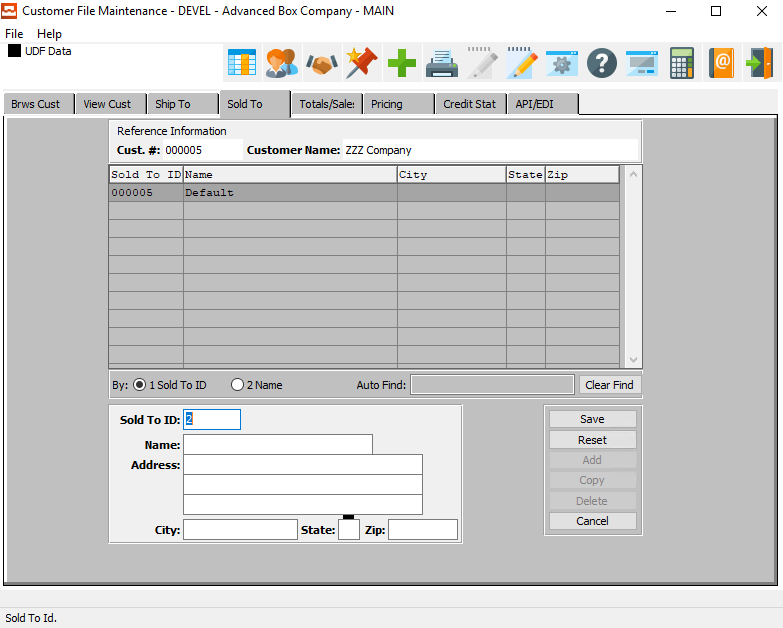 Customer File Maintenance - DEVEL - Advanced Box Company - MAIN
File Help
UDF Data
Brws Cust View Cust Ship To Sold To Totals/Sales Pricing Credit Stat API/EDI
Reference Information
Cust. #: 000005 Customer Name: ZZZ Company
Sold To ID Name City State Zip
000005 Default
By: 1 Sold To ID 2 Name Auto Find: Clear Find
Sold To ID: 2
Name:
Address:
City: State: Zip:
Save
Reset
Add
Copy
Delete
Cancel
Sold To Id.